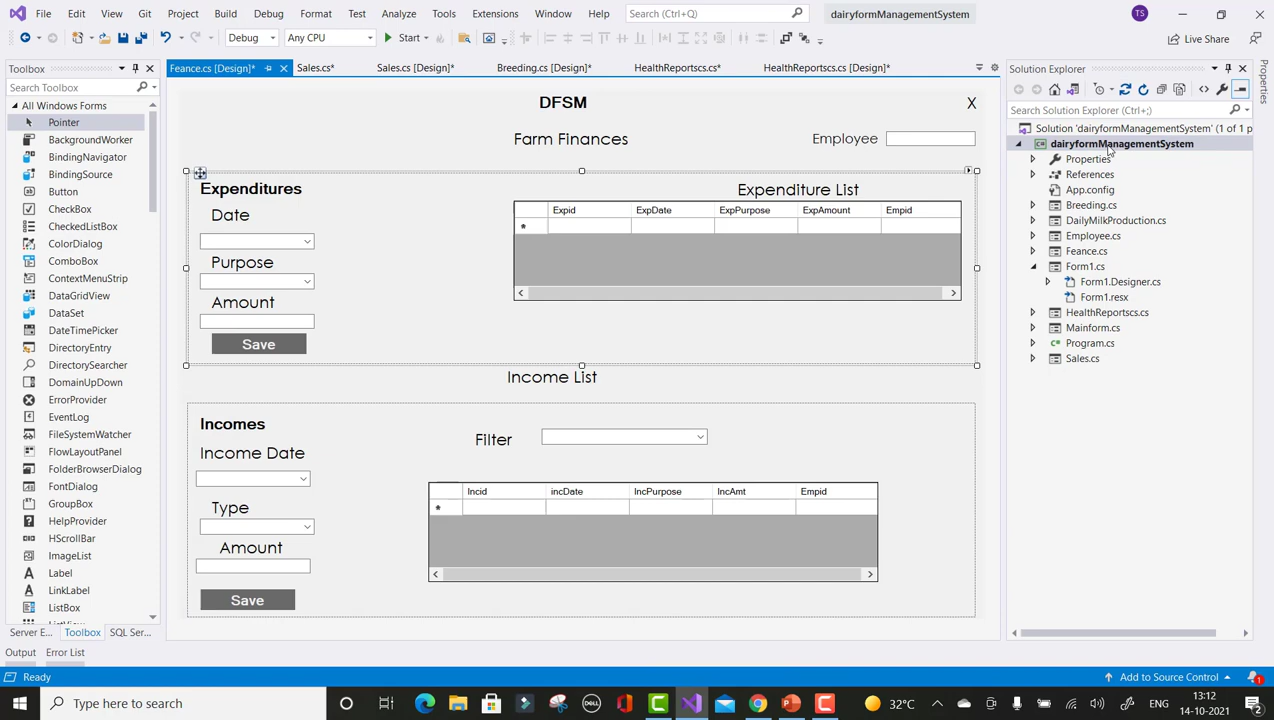 File Edit View Git Project Build Debug Format Test Analyze Tools Extensions Window Help Search (Ctrl+Q) dairyformManagementSystem TS
Debug Any CPU Start Live Share
Toolbox
Search Toolbox
All Windows Forms
Pointer
BackgroundWorker
BindingNavigator
BindingSource
Button
CheckBox
CheckedListBox
ColorDialog
ComboBox
ContextMenuStrip
DataGridView
DataSet
DateTimePicker
DirectoryEntry
DirectorySearcher
DomainUpDown
ErrorProvider
EventLog
FileSystemWatcher
FlowLayoutPanel
FolderBrowserDialog
FontDialog
GroupBox
HelpProvider
HScrollBar
ImageList
Label
LinkLabel
ListBox
Server E... Toolbox SQL Ser...
Feance.cs [Design]* Sales.cs* Sales.cs [Design]* Breeding.cs [Design]* HealthReportscs.cs* HealthReportscs.cs [Design]*
DFSM X
Farm Finances Employee
Expenditures
Date
Purpose
Amount
Save
Expenditure List
Expid ExpDate ExpPurpose ExpAmount Empid
*
Income List
Incomes
Income Date
Type
Amount
Save
Filter
Incid incDate IncPurpose IncAmt Empid
*
Solution Explorer
Search Solution Explorer (Ctrl+;)
Solution 'dairyformManagementSystem' (1 of 1 p
dairyformManagementSystem
Properties
References
App.config
Breeding.cs
DailyMilkProduction.cs
Employee.cs
Feance.cs
Form1.cs
Form1.Designer.cs
Form1.resx
HealthReportscs.cs
Mainform.cs
Program.cs
Sales.cs
Properties
Output Error List
Ready Add to Source Control 1
Type here to search DELL 32°C ENG 13:12
14-10-2021 2